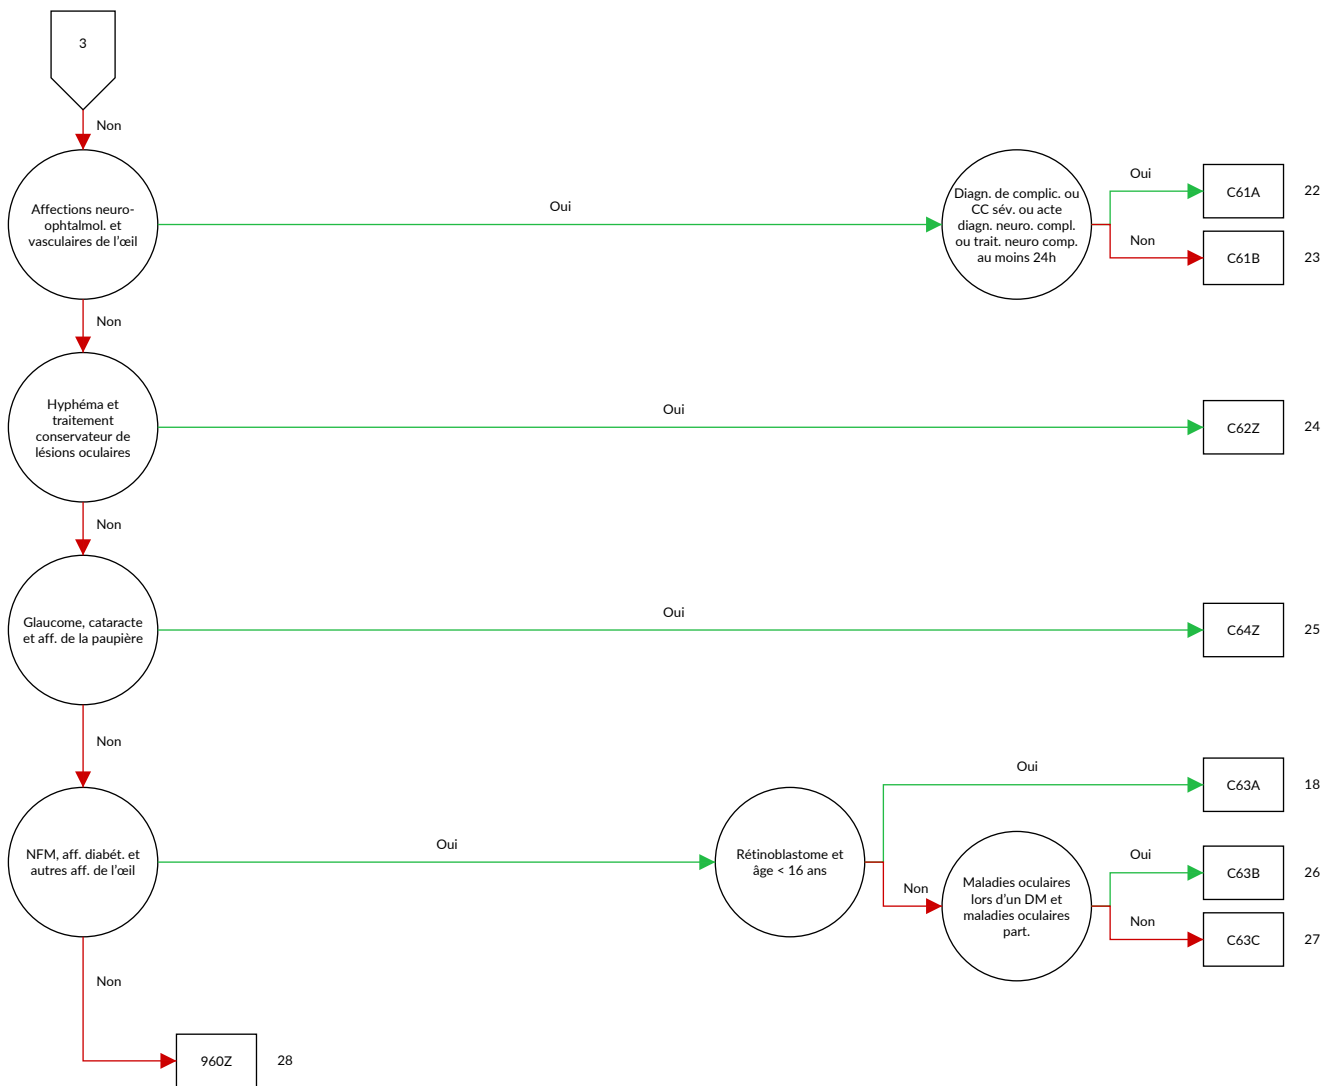 3
Non
Affections neuro-
ophtalmol. et
vasculaires de l'œil
Oui
Diagn. de complic. ou
CC sév. ou acte
diagn. neuro. compl.
ou trait. neuro comp.
au moins 24h
Oui
C61A
22
Non
C61B
23
Non
Hyphéma et
traitement
conservateur de
lésions oculaires
Oui
C62Z
24
Non
Glaucome, cataracte
et aff. de la paupière
Oui
C64Z
25
Non
NFM, aff. diabét. et
autres aff. de l'œil
Oui
Rétinoblastome et
âge < 16 ans
Oui
C63A
18
Non
Maladies oculaires
lors d'un DM et
maladies oculaires
part.
Oui
C63B
26
Non
C63C
27
Non
960Z
28